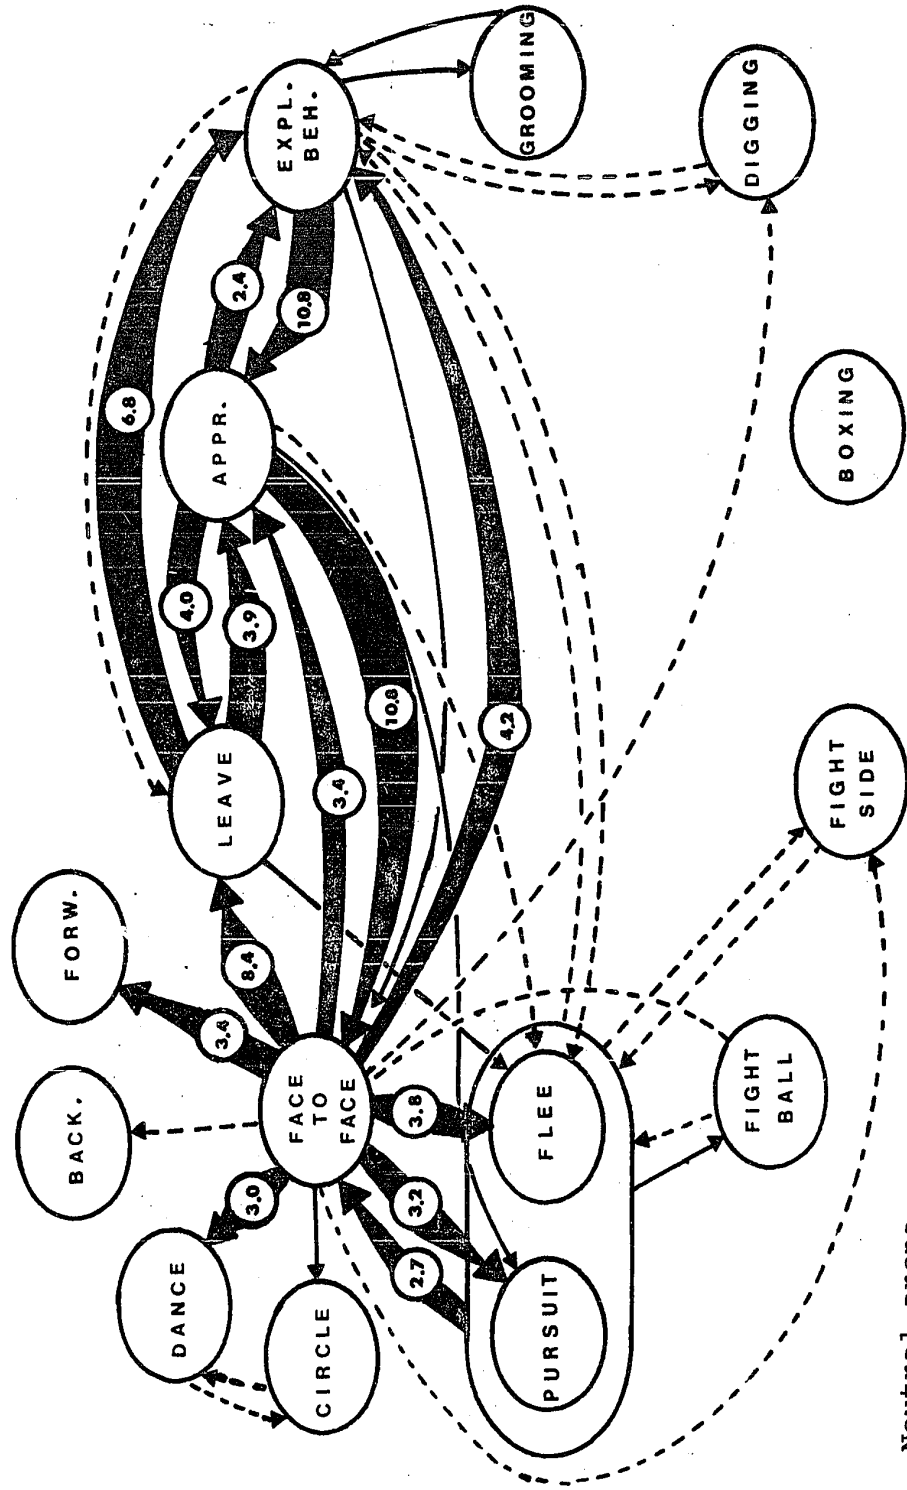 FORW.
BACK.
6.8
DANCE
4.0
APPR.
LEAVE
2.4
3.9
8.4
3.4
3.0
EXPL.
BEH.
10.8
FACE
TO
FACE
CIRCLE
3.4
10.8
3.8
3.2
2.7
4.2
GROOMING
PURSUIT
FLEE
DIGGING
FIGHT
BALL
FIGHT
SIDE
BOXING
Neutral